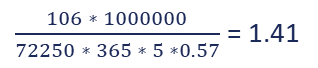 106 * 1000000
72250 * 365 * 5 *0.57 = 1.41